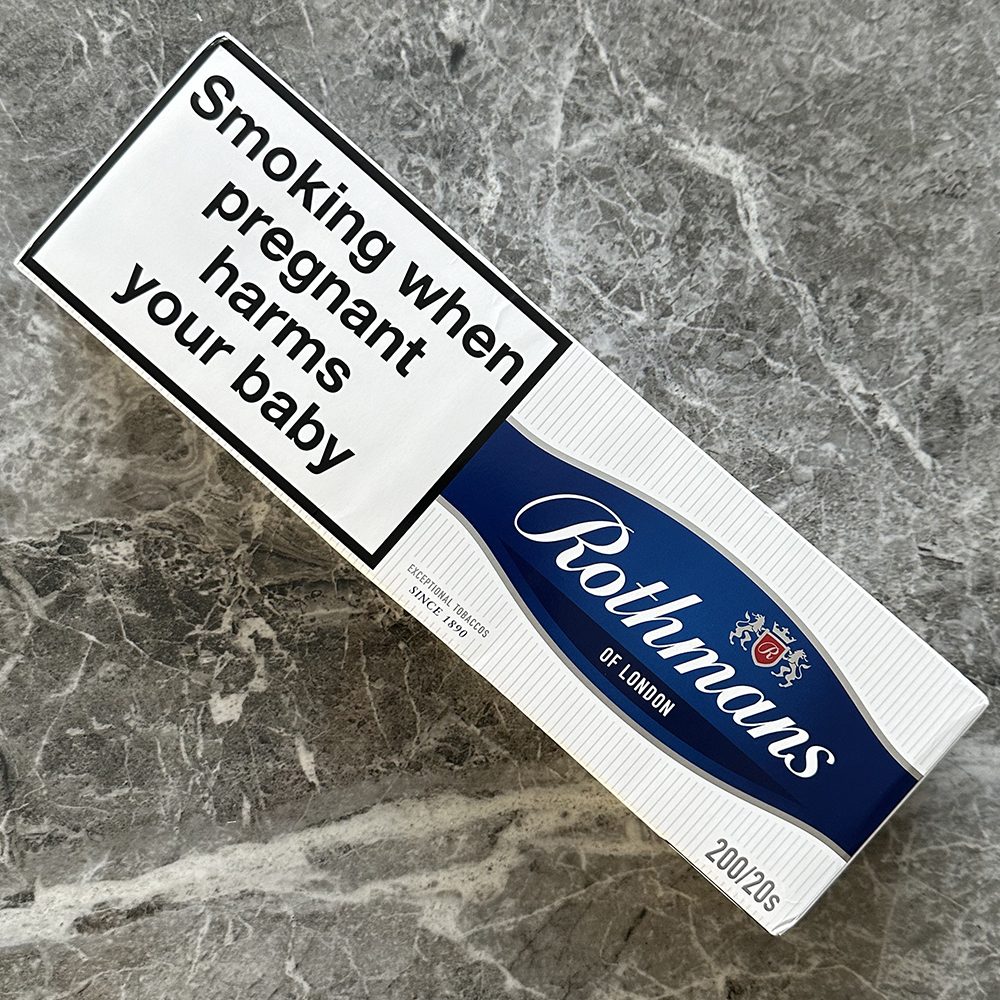 Smoking when
pregnant
harms
your baby
EXCEPTIONAL TOBACCOS
SINCE 1890
Rothmans
OF LONDON
R
200/20s